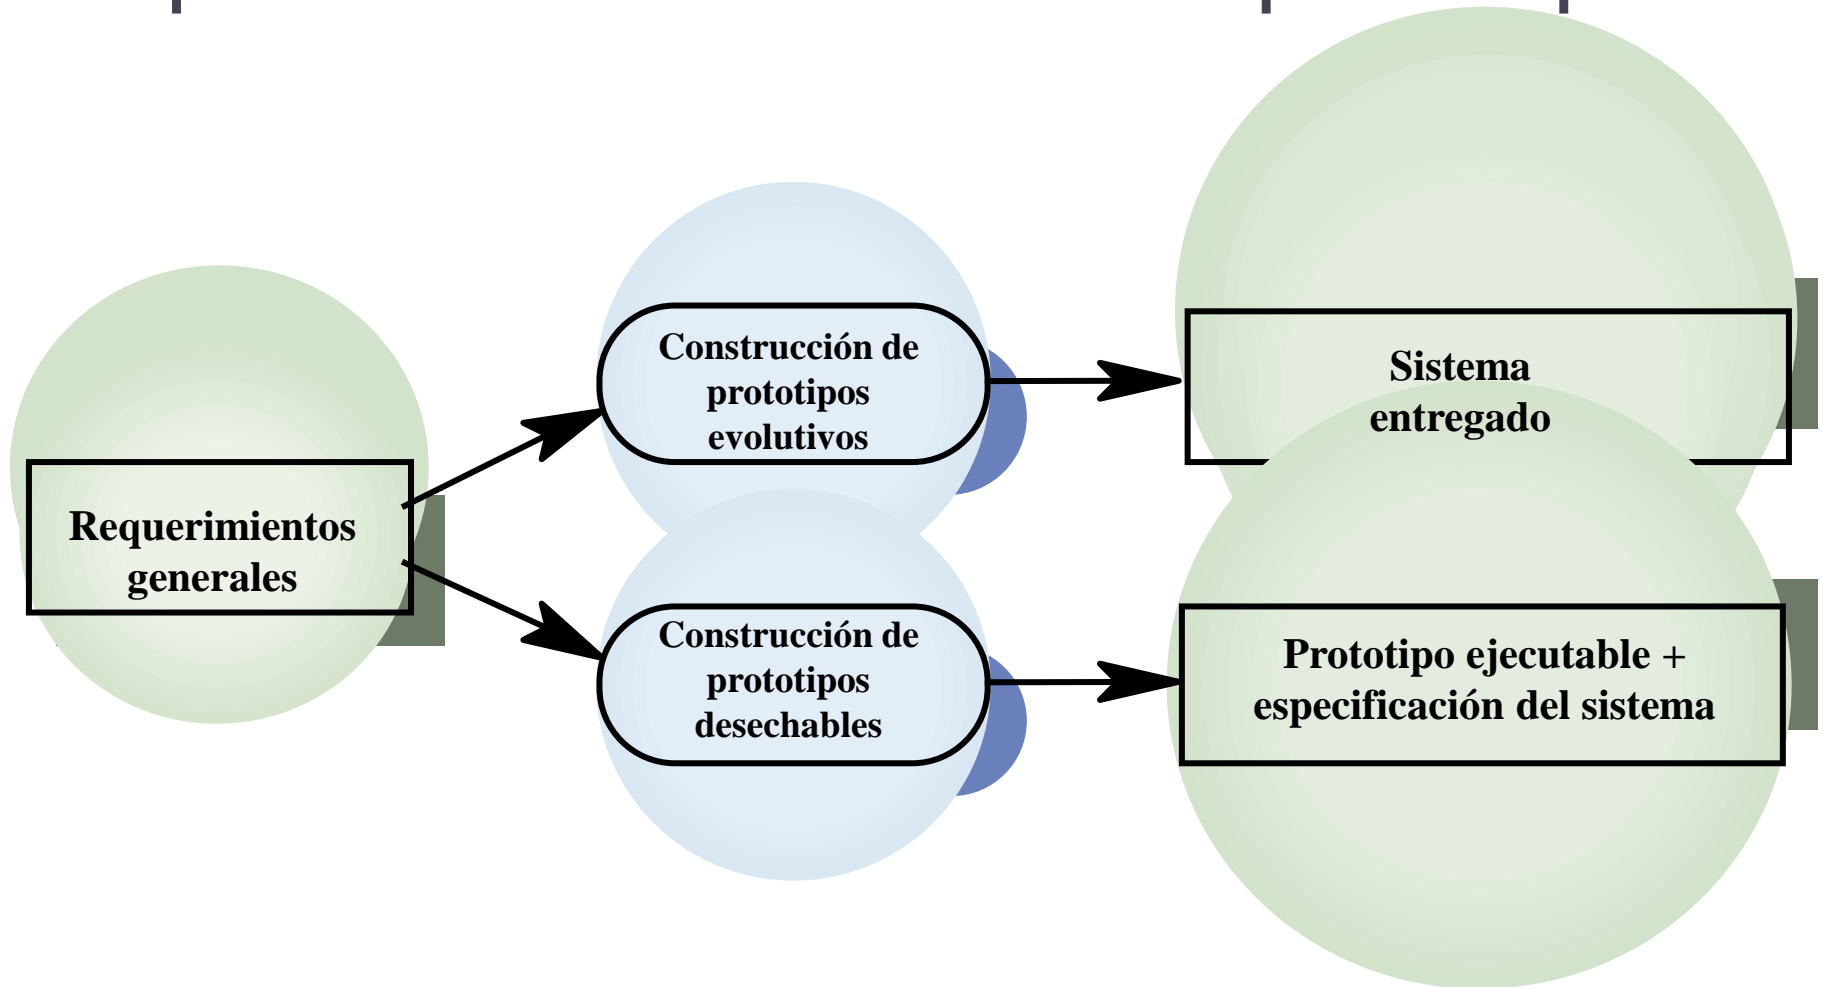 Requerimientos
generales
Construcción de
prototipos
evolutivos
Sistema
entregado
Construcción de
prototipos
desechables
Prototipo ejecutable +
especificación del sistema